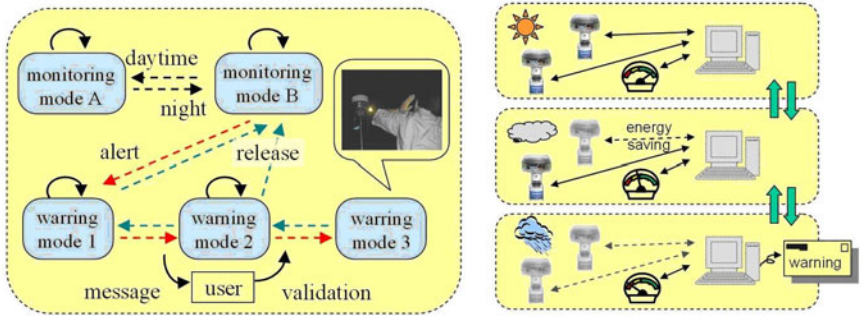 monitoring
mode A
daytime
night
monitoring
mode B
alert
release
warring
mode 1
warning
mode 2
warring
mode 3
message
user
validation
energy
saving
warning